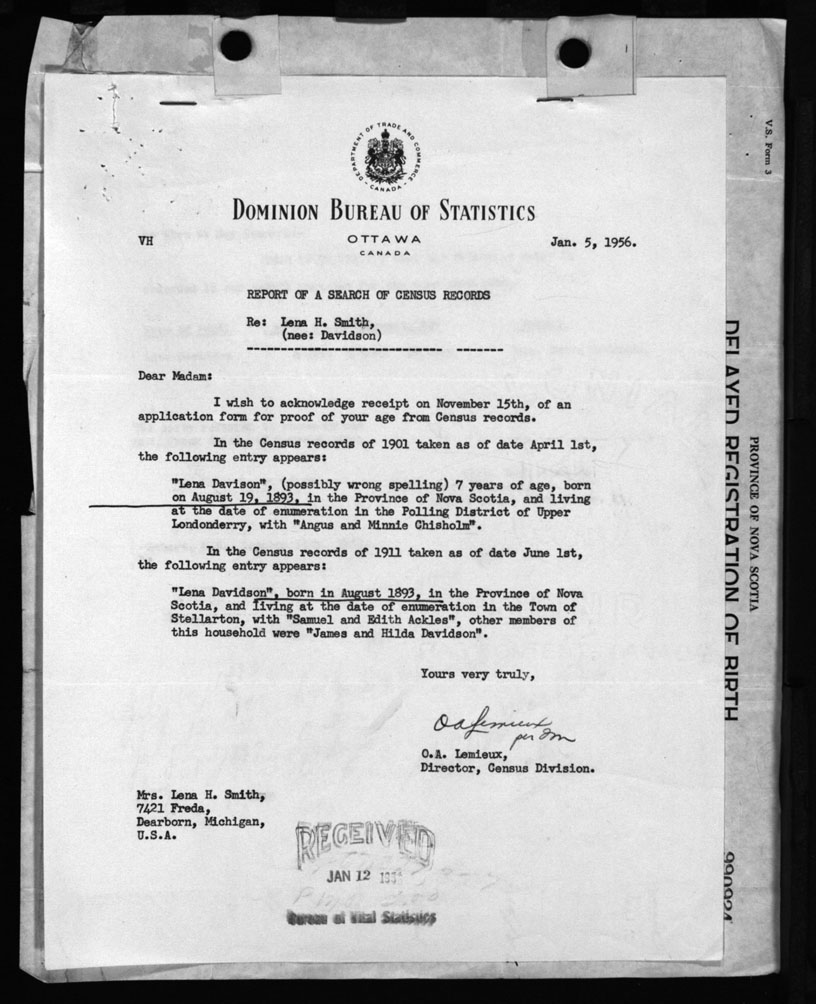 DEPARTMENT OF TRADE AND COMMERCE
CANADA
DOMINION BUREAU OF STATISTICS
VH
OTTAWA
CANADA
Jan. 5, 1956.
REPORT OF A SEARCH OF CENSUS RECORDS
Re: Lena H. Smith,
(nee: Davidson)
Dear Madam:
I wish to acknowledge receipt on November 15th, of an
application form for proof of your age from Census records.
In the Census records of 1901 taken as of date April 1st,
the following entry appears:
"Lena Davison", (possibly wrong spelling) 7 years of age, born
on August 19, 1893, in the Province of Nova Scotia, and living
at the date of enumeration in the Polling District of Upper
Londonderry, with "Angus and Minnie Chisholm".
In the Census records of 1911 taken as of date June 1st,
the following entry appears:
"Lena Davidson", born in August 1893, in the Province of Nova
Scotia, and living at the date of enumeration in the Town of
Stellarton, with "Samuel and Edith Ackles", other members of
this household were "James and Hilda Davidson".
Yours very truly,
O A Lemieux
per
O.A. Lemieux,
Director, Census Division.
Mrs. Lena H. Smith,
7421 Freda,
Dearborn, Michigan,
U.S.A.
RECEIVED
JAN 12
Bureau of Vital Statistics
V.S. Form 3
PROVINCE OF NOVA SCOTIA
DELAYED REGISTRATION OF BIRTH